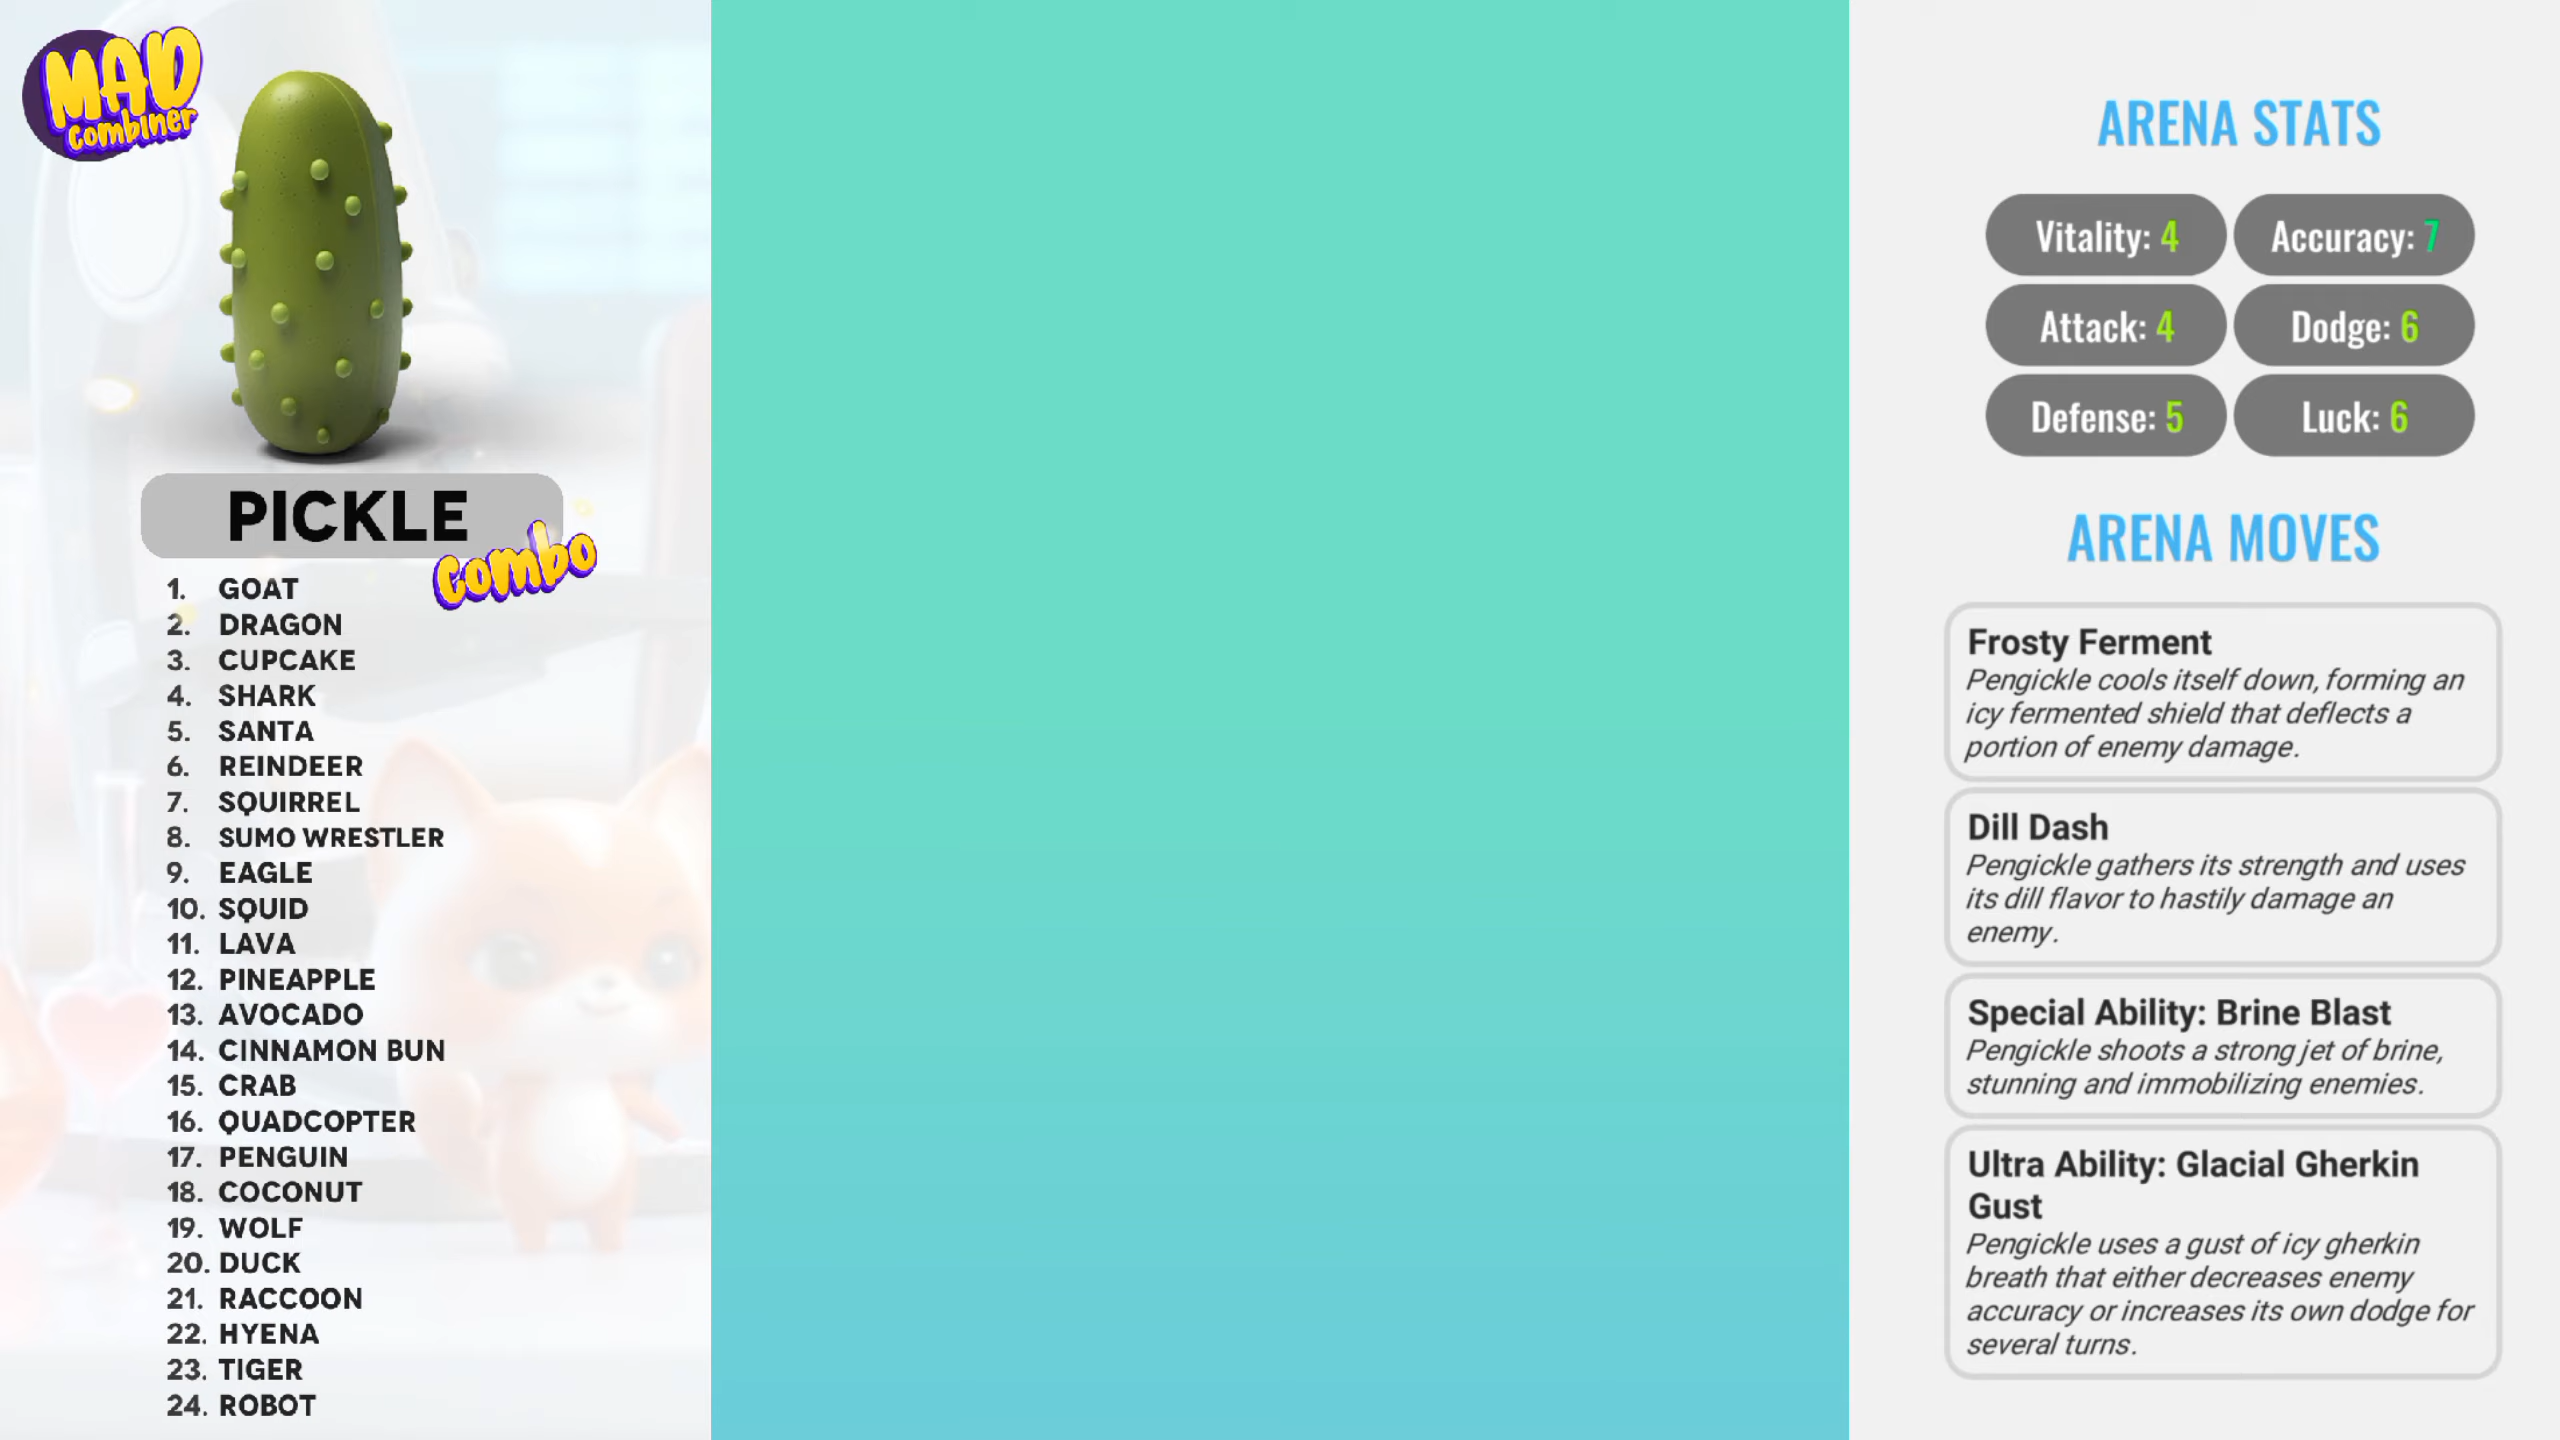 MAD
Combiner
PICKLE
Combo
1. GOAT
2. DRAGON
3. CUPCAKE
4. SHARK
5. SANTA
6. REINDEER
7. SQUIRREL
8. SUMO WRESTLER
9. EAGLE
10. SQUID
11. LAVA
12. PINEAPPLE
13. AVOCADO
14. CINNAMON BUN
15. CRAB
16. QUADCOPTER
17. PENGUIN
18. COCONUT
19. WOLF
20. DUCK
21. RACCOON
22. HYENA
23. TIGER
24. ROBOT
ARENA STATS
Vitality: 4
Accuracy: 7
Attack: 4
Dodge: 6
Defense: 5
Luck: 6
ARENA MOVES
Frosty Ferment
Pengickle cools itself down, forming an
icy fermented shield that deflects a
portion of enemy damage.
Dill Dash
Pengickle gathers its strength and uses
its dill flavor to hastily damage an
enemy.
Special Ability: Brine Blast
Pengickle shoots a strong jet of brine,
stunning and immobilizing enemies.
Ultra Ability: Glacial Gherkin
Gust
Pengickle uses a gust of icy gherkin
breath that either decreases enemy
accuracy or increases its own dodge for
several turns.